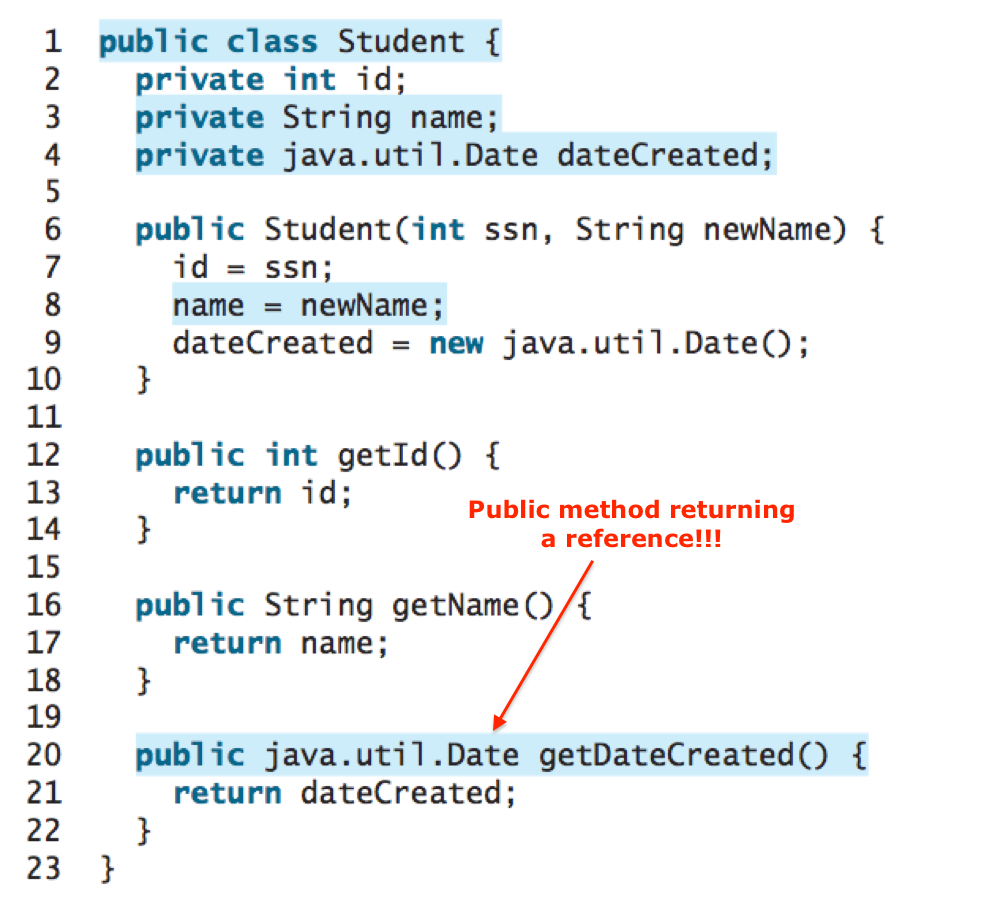 1 public class Student {
2   private int id;
3   private String name;
4   private java.util.Date dateCreated;
5
6   public Student(int ssn, String newName) {
7     id = ssn;
8     name = newName;
9     dateCreated = new java.util.Date();
10   }
11
12   public int getId() {
13     return id;
14   }
Public method returning
a reference!!!
15
16   public String getName() {
17     return name;
18   }
19
20   public java.util.Date getDateCreated() {
21     return dateCreated;
22   }
23 }